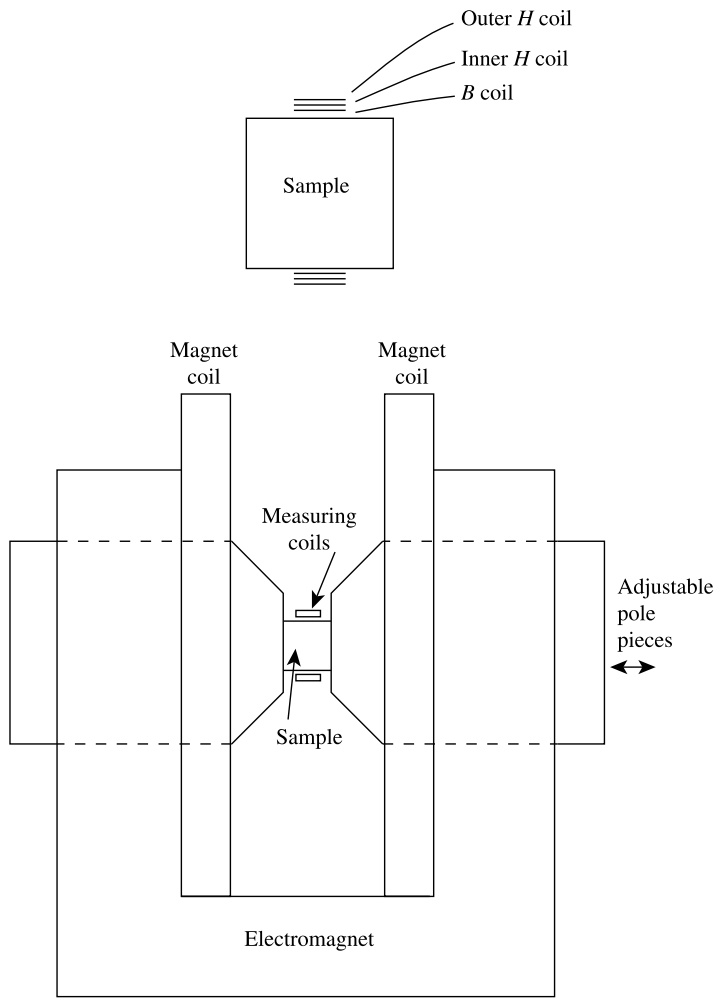 Outer H coil
Inner H coil
B coil
Sample
Magnet
coil
Magnet
coil
Measuring
coils
Adjustable
pole
pieces
Sample
Electromagnet